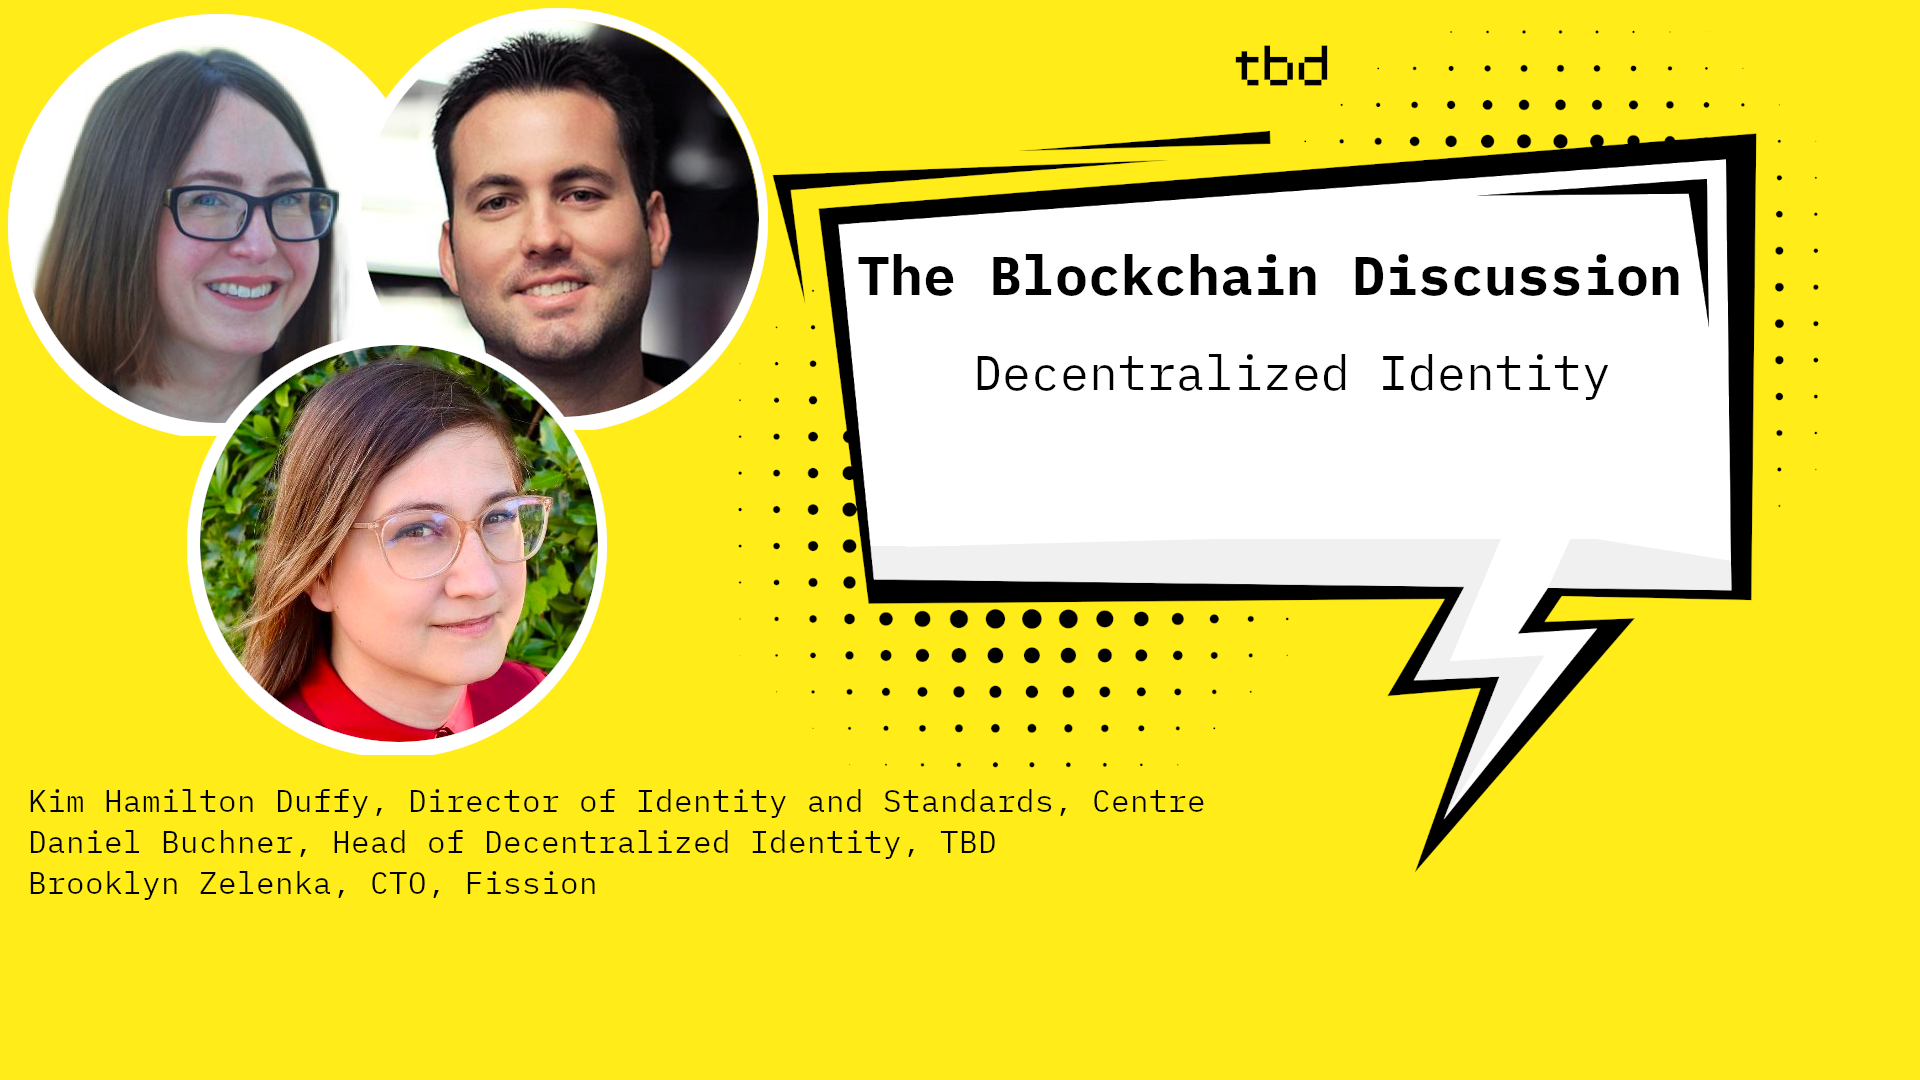 tbd
The Blockchain Discussion
Decentralized Identity
Kim Hamilton Duffy, Director of Identity and Standards, Centre
Daniel Buchner, Head of Decentralized Identity, TBD
Brooklyn Zelenka, CTO, Fission